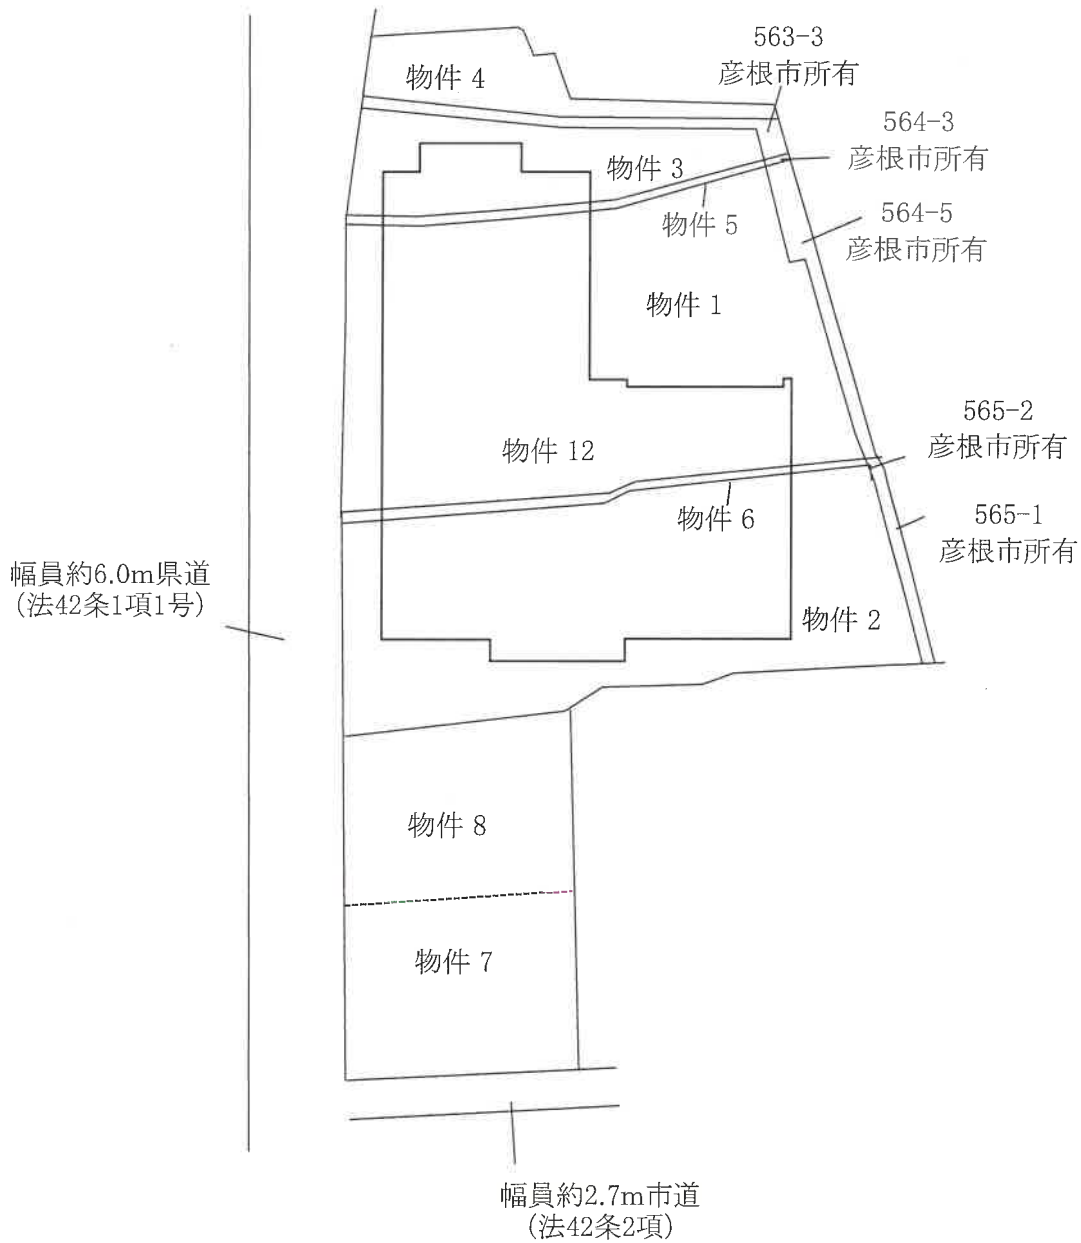 563-3
彦根市所有
物件 4
564-3
彦根市所有
物件 3
564-5
彦根市所有
物件 5
物件 1
565-2
彦根市所有
物件 12
物件 6
565-1
彦根市所有
幅員約6.0m県道
(法42条1項1号)
物件 2
物件 8
物件 7
幅員約2.7m市道
(法42条2項)